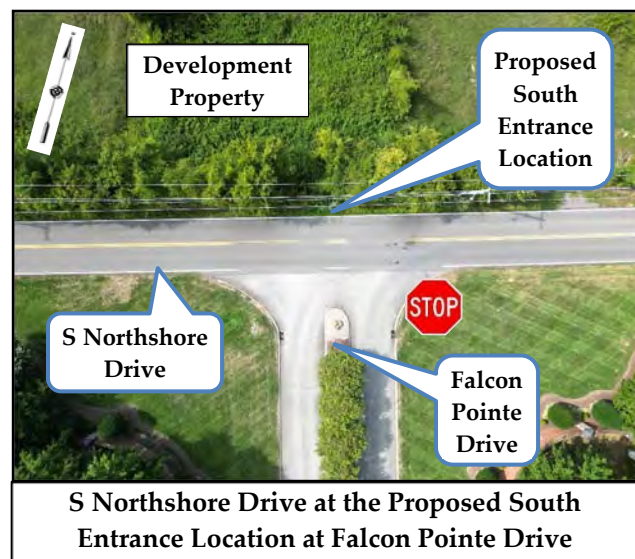 Development
Property
Proposed
South
Entrance
Location
STOP
S Northshore
Drive
Falcon
Pointe
Drive
S Northshore Drive at the Proposed South
Entrance Location at Falcon Pointe Drive